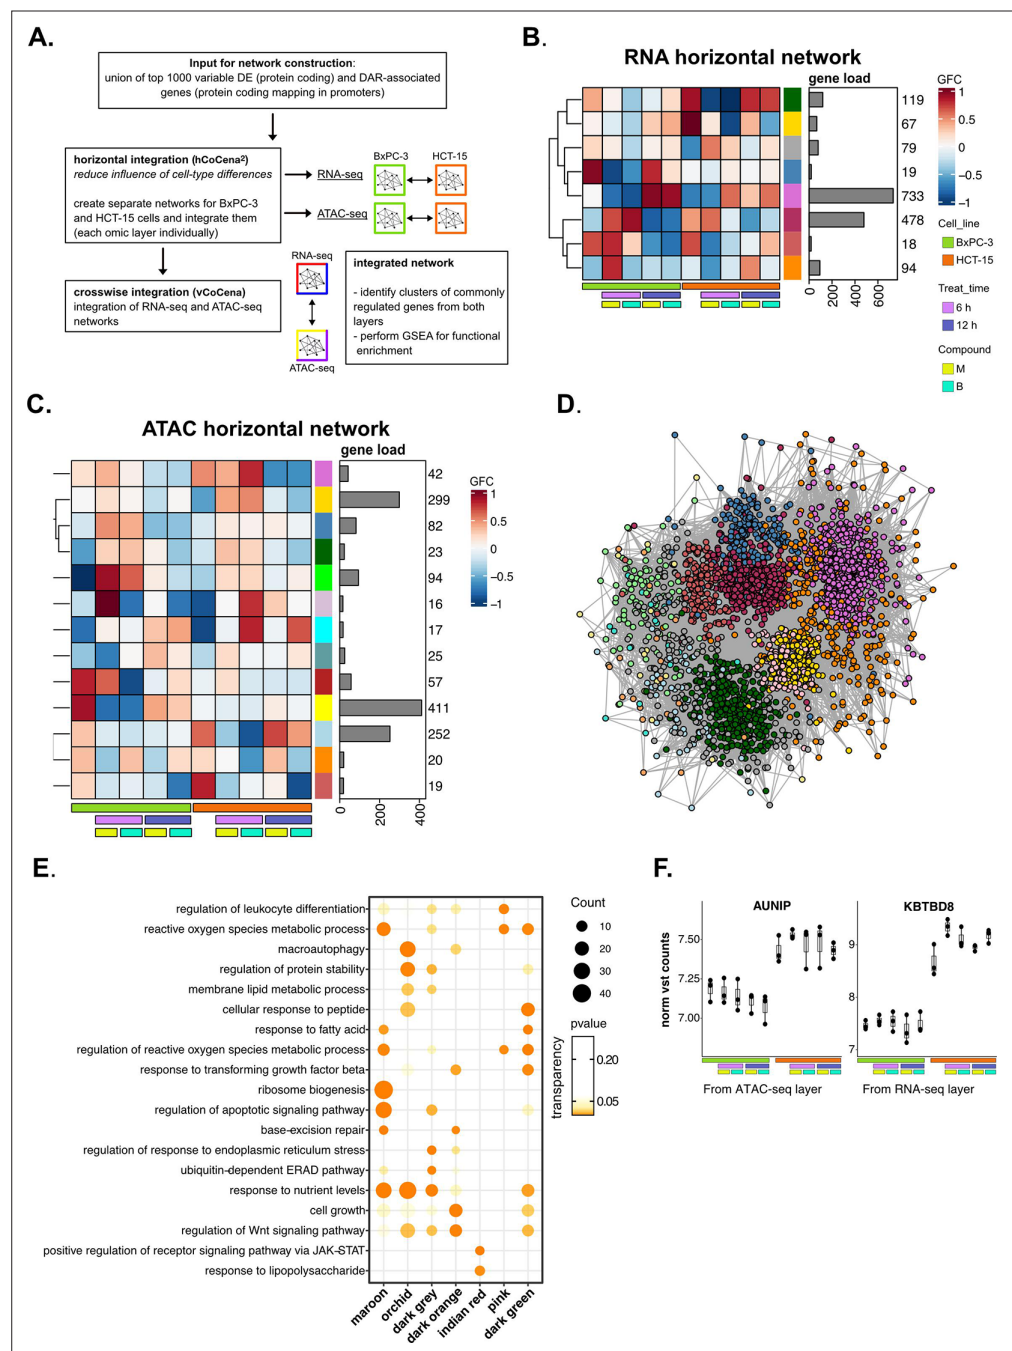 A.
Input for network construction:
union of top 1000 variable DE (protein coding) and DAR-associated
genes (protein coding mapping in promoters)
horizontal integration (hCoCena²)
reduce influence of cell-type differences
create separate networks for BxPC-3
and HCT-15 cells and integrate them
(each omic layer individually)
BxPC-3 HCT-15
RNA-seq
ATAC-seq
crosswise integration (vCoCena)
integration of RNA-seq and ATAC-seq
networks
RNA-seq
ATAC-seq
integrated network
- identify clusters of commonly
regulated genes from both
layers
- perform GSEA for functional
enrichment
B.
RNA horizontal network
gene load
119
67
79
19
733
478
18
94
0 200 400 600
GFC
1
0.5
0
−0.5
−1
Cell_line
BxPC-3
HCT-15
Treat_time
6 h
12 h
Compound
M
B
C.
ATAC horizontal network
gene load
42
299
82
23
94
16
17
25
57
411
252
20
19
0 200 400
GFC
1
0.5
0
−0.5
−1
D.
E.
regulation of leukocyte differentiation
reactive oxygen species metabolic process
macroautophagy
regulation of protein stability
membrane lipid metabolic process
cellular response to peptide
response to fatty acid
regulation of reactive oxygen species metabolic process
response to transforming growth factor beta
ribosome biogenesis
regulation of apoptotic signaling pathway
base-excision repair
regulation of response to endoplasmic reticulum stress
ubiquitin-dependent ERAD pathway
response to nutrient levels
cell growth
regulation of Wnt signaling pathway
positive regulation of receptor signaling pathway via JAK-STAT
response to lipopolysaccharide
maroon
orchid
dark grey
dark orange
indian red
pink
dark green
Count
10
20
30
40
pvalue
transparency
0.20
0.05
F.
AUNIP
norm vst counts
7.50
7.25
7.00
From ATAC-seq layer
KBTBD8
9
8
7
From RNA-seq layer